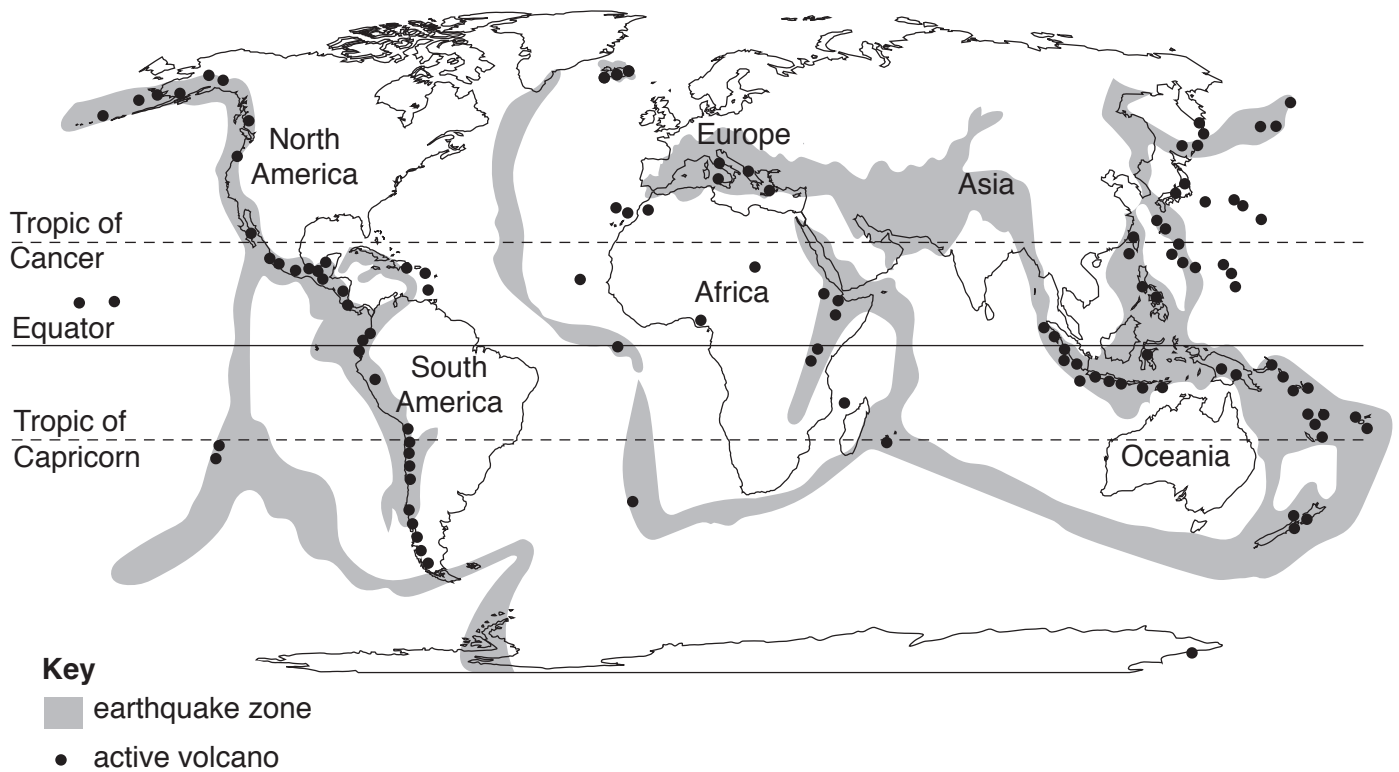 Europe
North
America
Asia
Tropic of
Cancer
Africa
Equator
South
America
Tropic of
Capricorn
Oceania
Key
earthquake zone
active volcano